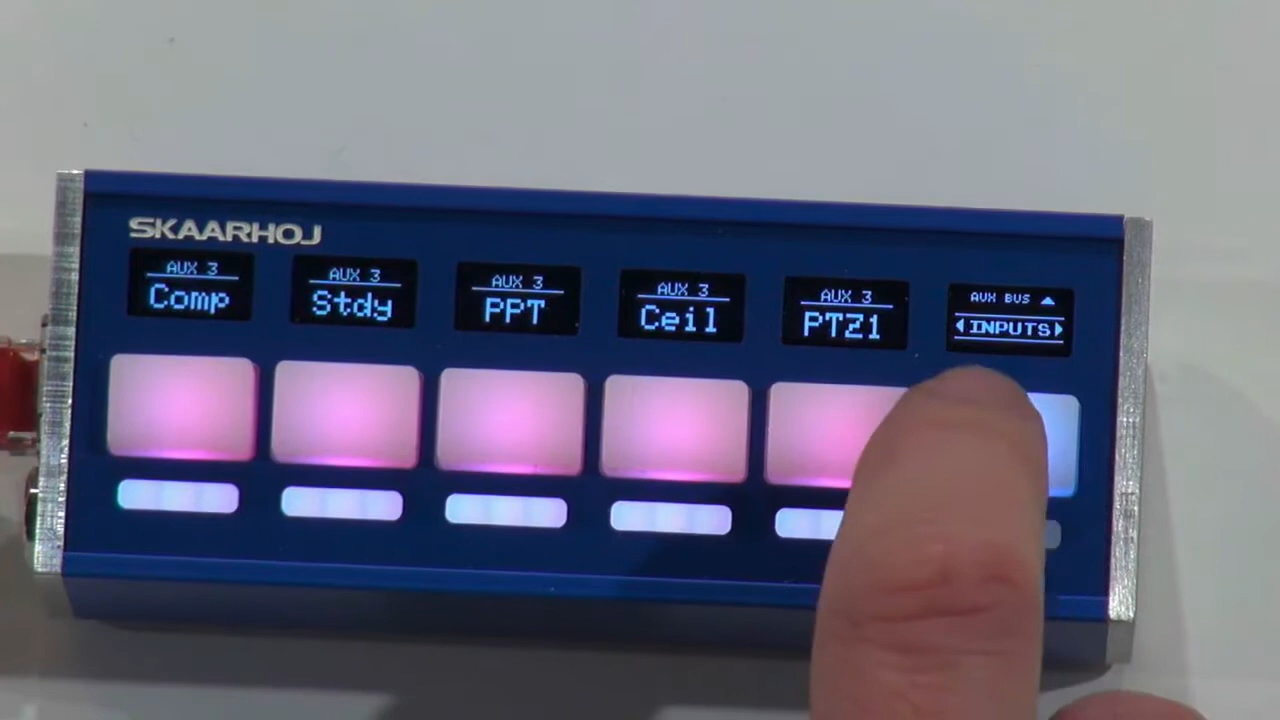 SKAARHOJ
AUX 3
Comp
AUX 3
Stdy
AUX 3
PPT
AUX 3
Ceil
AUX 3
PTZ1
AUX BUS
INPUTS